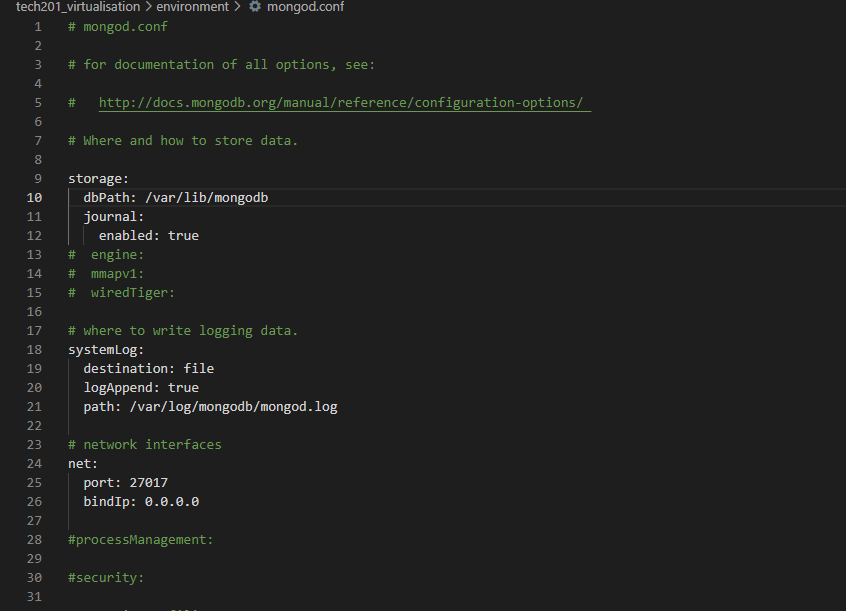 tech201_virtualisation > environment > mongod.conf
1 # mongod.conf
2
3 # for documentation of all options, see:
4
5 #   http://docs.mongodb.org/manual/reference/configuration-options/
6
7 # Where and how to store data.
8
9 storage:
10   dbPath: /var/lib/mongodb
11   journal:
12     enabled: true
13 #  engine:
14 #  mmapv1:
15 #  wiredTiger:
16
17 # where to write logging data.
18 systemLog:
19   destination: file
20   logAppend: true
21   path: /var/log/mongodb/mongod.log
22
23 # network interfaces
24 net:
25   port: 27017
26   bindIp: 0.0.0.0
27
28 #processManagement:
29
30 #security:
31